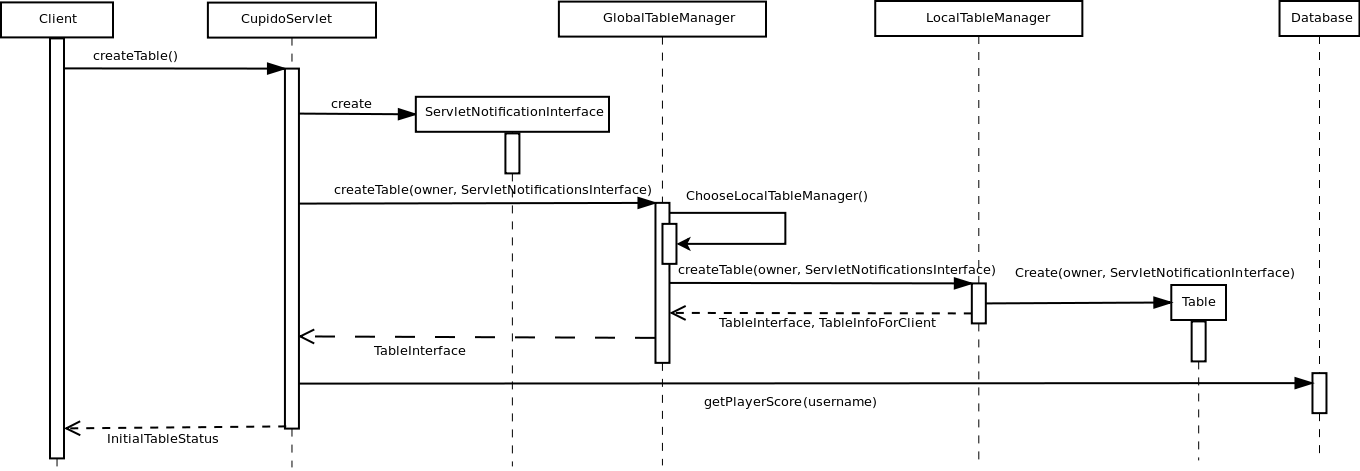 Client
CupidoServlet
GlobalTableManager
LocalTableManager
Database
createTable()
create
ServletNotificationInterface
createTable(owner, ServletNotificationsInterface)
ChooseLocalTableManager()
createTable(owner, ServletNotificationsInterface)
Create(owner, ServletNotificationInterface)
Table
TableInterface, TableInfoForClient
TableInterface
getPlayerScore(username)
InitialTableStatus